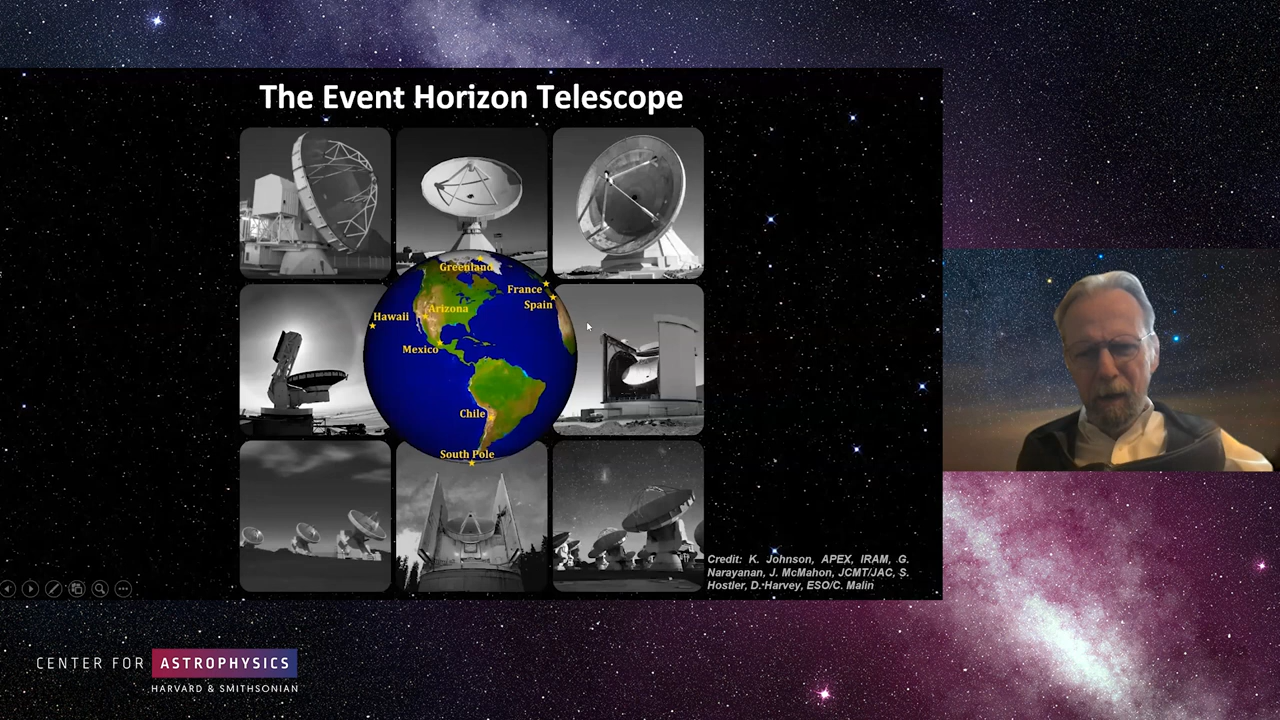 The Event Horizon Telescope
Greenland
France
Spain
Arizona
Hawaii
Mexico
Chile
South Pole
Credit: K. Johnson, APEX, IRAM, G.
Narayanan, J. McMahon, JCMT/JAC, S.
Hostler, D. Harvey, ESO/C. Malin
CENTER FOR ASTROPHYSICS
HARVARD & SMITHSONIAN